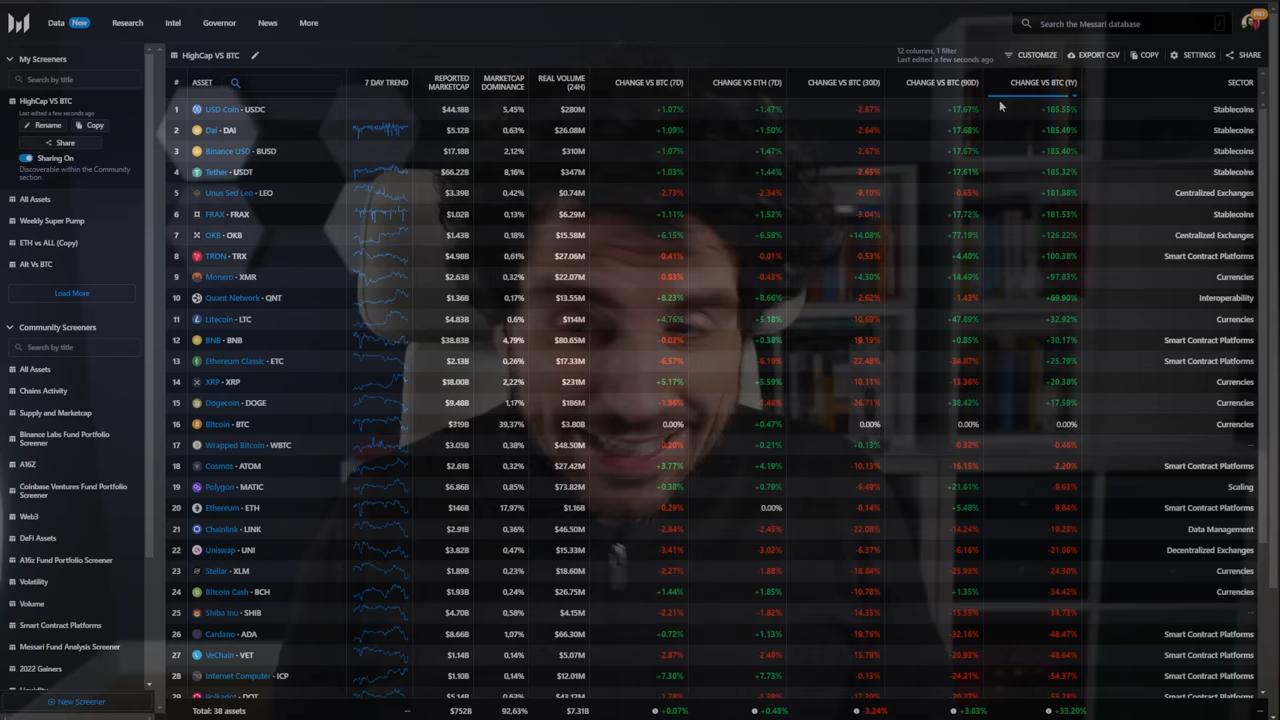 Data New Research Intel Governor News More Search the Messari database / PRO
My Screeners
Search by title
HighCap VS BTC
Last edited a few seconds ago
Rename Copy
Share
Sharing On
Discoverable within the Community
section
All Assets
Weekly Super Pump
ETH vs ALL (Copy)
Alt Vs BTC
Load More
Community Screeners
Search by title
All Assets
Chains Activity
Supply and Marketcap
Binance Labs Fund Portfolio
Screener
A16Z
Coinbase Ventures Fund Portfolio
Screener
Web3
DeFi Assets
A16z Fund Portfolio Screener
Volatility
Volume
Smart Contract Platforms
Messari Fund Analysis Screener
2022 Gainers
Liquidity
New Screener
HighCap VS BTC
12 columns, 1 filter
Last edited a few seconds ago
CUSTOMIZE EXPORT CSV COPY SETTINGS SHARE
# ASSET 7 DAY TREND REPORTED MARKETCAP MARKETCAP DOMINANCE REAL VOLUME (24H) CHANGE VS BTC (7D) CHANGE VS ETH (7D) CHANGE VS BTC (30D) CHANGE VS BTC (90D) CHANGE VS BTC (1Y) SECTOR
1 USD Coin • USDC $44.18B 5,45% $280M +1.07% +1.47% -2.67% +17.67% +185.55% Stablecoins
2 Dai • DAI $5.12B 0,63% $26.08M +1.09% +1.50% -2.64% +17.68% +185.49% Stablecoins
3 Binance USD • BUSD $17.18B 2,12% $310M +1.07% +1.47% -2.67% +17.67% +185.40% Stablecoins
4 Tether • USDT $66.22B 8,16% $347M +1.03% +1.44% -2.65% +17.61% +185.32% Stablecoins
5 Unus Sed Leo • LEO $3.39B 0,42% $0.74M -2.73% -2.34% -9.10% -0.65% +181.88% Centralized Exchanges
6 FRAX • FRAX $1.02B 0,13% $6.29M +1.11% +1.52% -3.04% +17.72% +181.53% Stablecoins
7 OKB • OKB $1.43B 0,18% $15.58M +6.15% +6.58% +14.08% +77.19% +126.22% Centralized Exchanges
8 TRON • TRX $4.98B 0,61% $27.06M -0.41% -0.01% -0.53% +4.40% +100.38% Smart Contract Platforms
9 Monero • XMR $2.63B 0,32% $22.07M -0.83% -0.43% +4.30% +14.49% +97.83% Currencies
10 Quant Network • QNT $1.36B 0,17% $13.55M +8.23% +8.66% -2.62% -1.43% +69.90% Interoperability
11 Litecoin • LTC $4.83B 0,6% $114M +4.76% +5.18% -10.69% +47.89% +32.92% Currencies
12 BNB • BNB $38.83B 4,79% $80.65M -0.02% +0.38% -19.19% +0.85% +30.17% Smart Contract Platforms
13 Ethereum Classic • ETC $2.13B 0,26% $17.33M -6.57% -6.19% -22.48% -34.87% +25.79% Smart Contract Platforms
14 XRP • XRP $18.00B 2,22% $231M +5.17% +5.59% -10.11% -13.36% +20.38% Currencies
15 Dogecoin • DOGE $9.48B 1,17% $186M -1.86% -1.46% -26.71% +38.42% +17.59% Currencies
16 Bitcoin • BTC $319B 39,37% $3.80B 0.00% +0.47% 0.00% 0.00% 0.00% Currencies
17 Wrapped Bitcoin • WBTC $3.05B 0,38% $48.50M -0.20% +0.21% +0.13% -0.32% -0.46% --
18 Cosmos • ATOM $2.61B 0,32% $27.42M +3.77% +4.19% -10.13% -16.15% -2.20% Smart Contract Platforms
19 Polygon • MATIC $6.86B 0,85% $73.82M +0.38% +0.79% -6.49% +21.61% -9.63% Scaling
20 Ethereum • ETH $146B 17,97% $1.16B -0.29% 0.00% -0.14% +5.48% -9.84% Smart Contract Platforms
21 Chainlink • LINK $2.91B 0,36% $46.50M -2.84% -2.45% -22.08% -14.24% -19.28% Data Management
22 Uniswap • UNI $3.82B 0,47% $15.33M -3.41% -3.02% -6.37% -6.16% -21.06% Decentralized Exchanges
23 Stellar • XLM $1.89B 0,23% $18.60M -2.27% -1.88% -18.84% -25.93% -24.30% Currencies
24 Bitcoin Cash • BCH $1.93B 0,24% $26.75M +1.44% +1.85% -10.78% +1.35% -34.42% Currencies
25 Shiba Inu • SHIB $4.70B 0,58% $4.15M -2.21% -1.82% -14.35% -15.55% -34.73% --
26 Cardano • ADA $8.66B 1,07% $66.30M +0.72% +1.13% -19.76% -32.16% -48.47% Smart Contract Platforms
27 VeChain • VET $1.14B 0,14% $5.07M -2.87% -2.48% -15.78% -20.93% -48.64% Smart Contract Platforms
28 Internet Computer • ICP $1.10B 0,14% $12.01M +7.30% +7.73% -0.13% -24.21% -54.37% Smart Contract Platforms
29 Polkadot • DOT $5.14B 0,63% $43.12M -1.78% -1.39% -17.30% -20.27% -55.78% Smart Contract Platforms
Total: 38 assets -- $752B 92,63% $7.31B +0.07% +0.48% -3.24% +3.83% +33.20% --